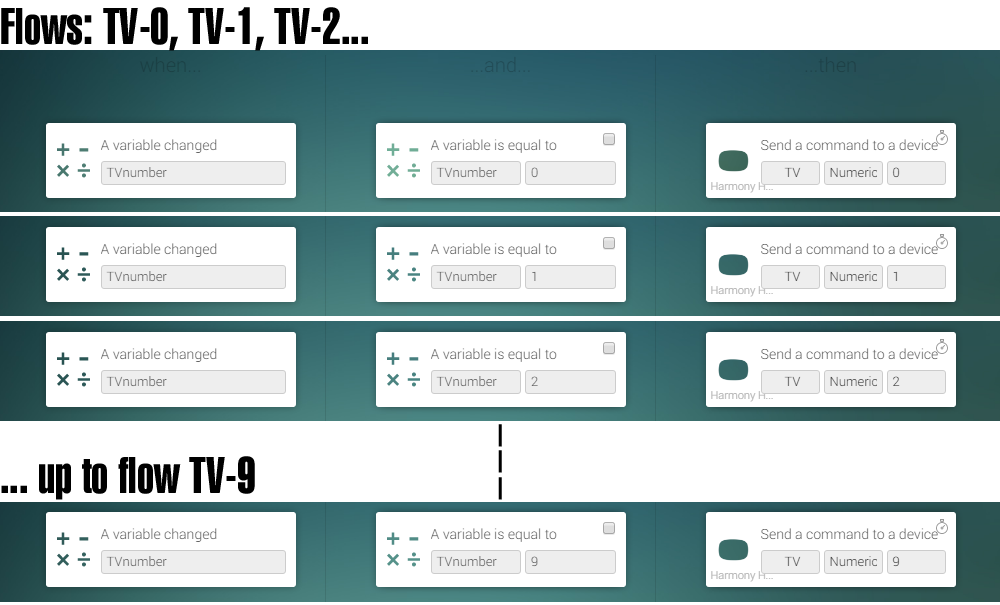 Flows: TV-0, TV-1, TV-2...
when... ...and... ...then
A variable changed A variable is equal to Send a command to a device
TVnumber TVnumber 0 TV Numeric 0
Harmony H...
A variable changed A variable is equal to Send a command to a device
TVnumber TVnumber 1 TV Numeric 1
Harmony H...
A variable changed A variable is equal to Send a command to a device
TVnumber TVnumber 2 TV Numeric 2
Harmony H...
... up to flow TV-9
A variable changed A variable is equal to Send a command to a device
TVnumber TVnumber 9 TV Numeric 9
Harmony H...